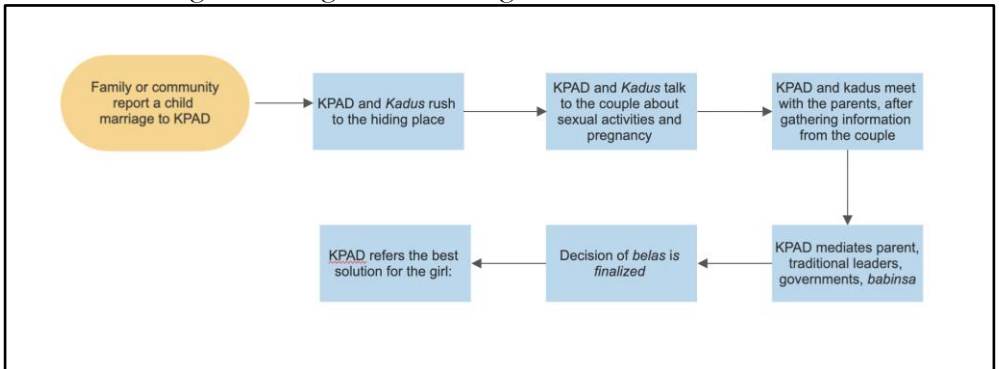 Family or community
report a child
marriage to KPAD
KPAD and Kadus rush
to the hiding place
KPAD and Kadus talk
to the couple about
sexual activities and
pregnancy
KPAD and kadus meet
with the parents, after
gathering information
from the couple
KPAD mediates parent,
traditional leaders,
governments, babinsa
Decision of belas is
finalized
KPAD refers the best
solution for the girl: